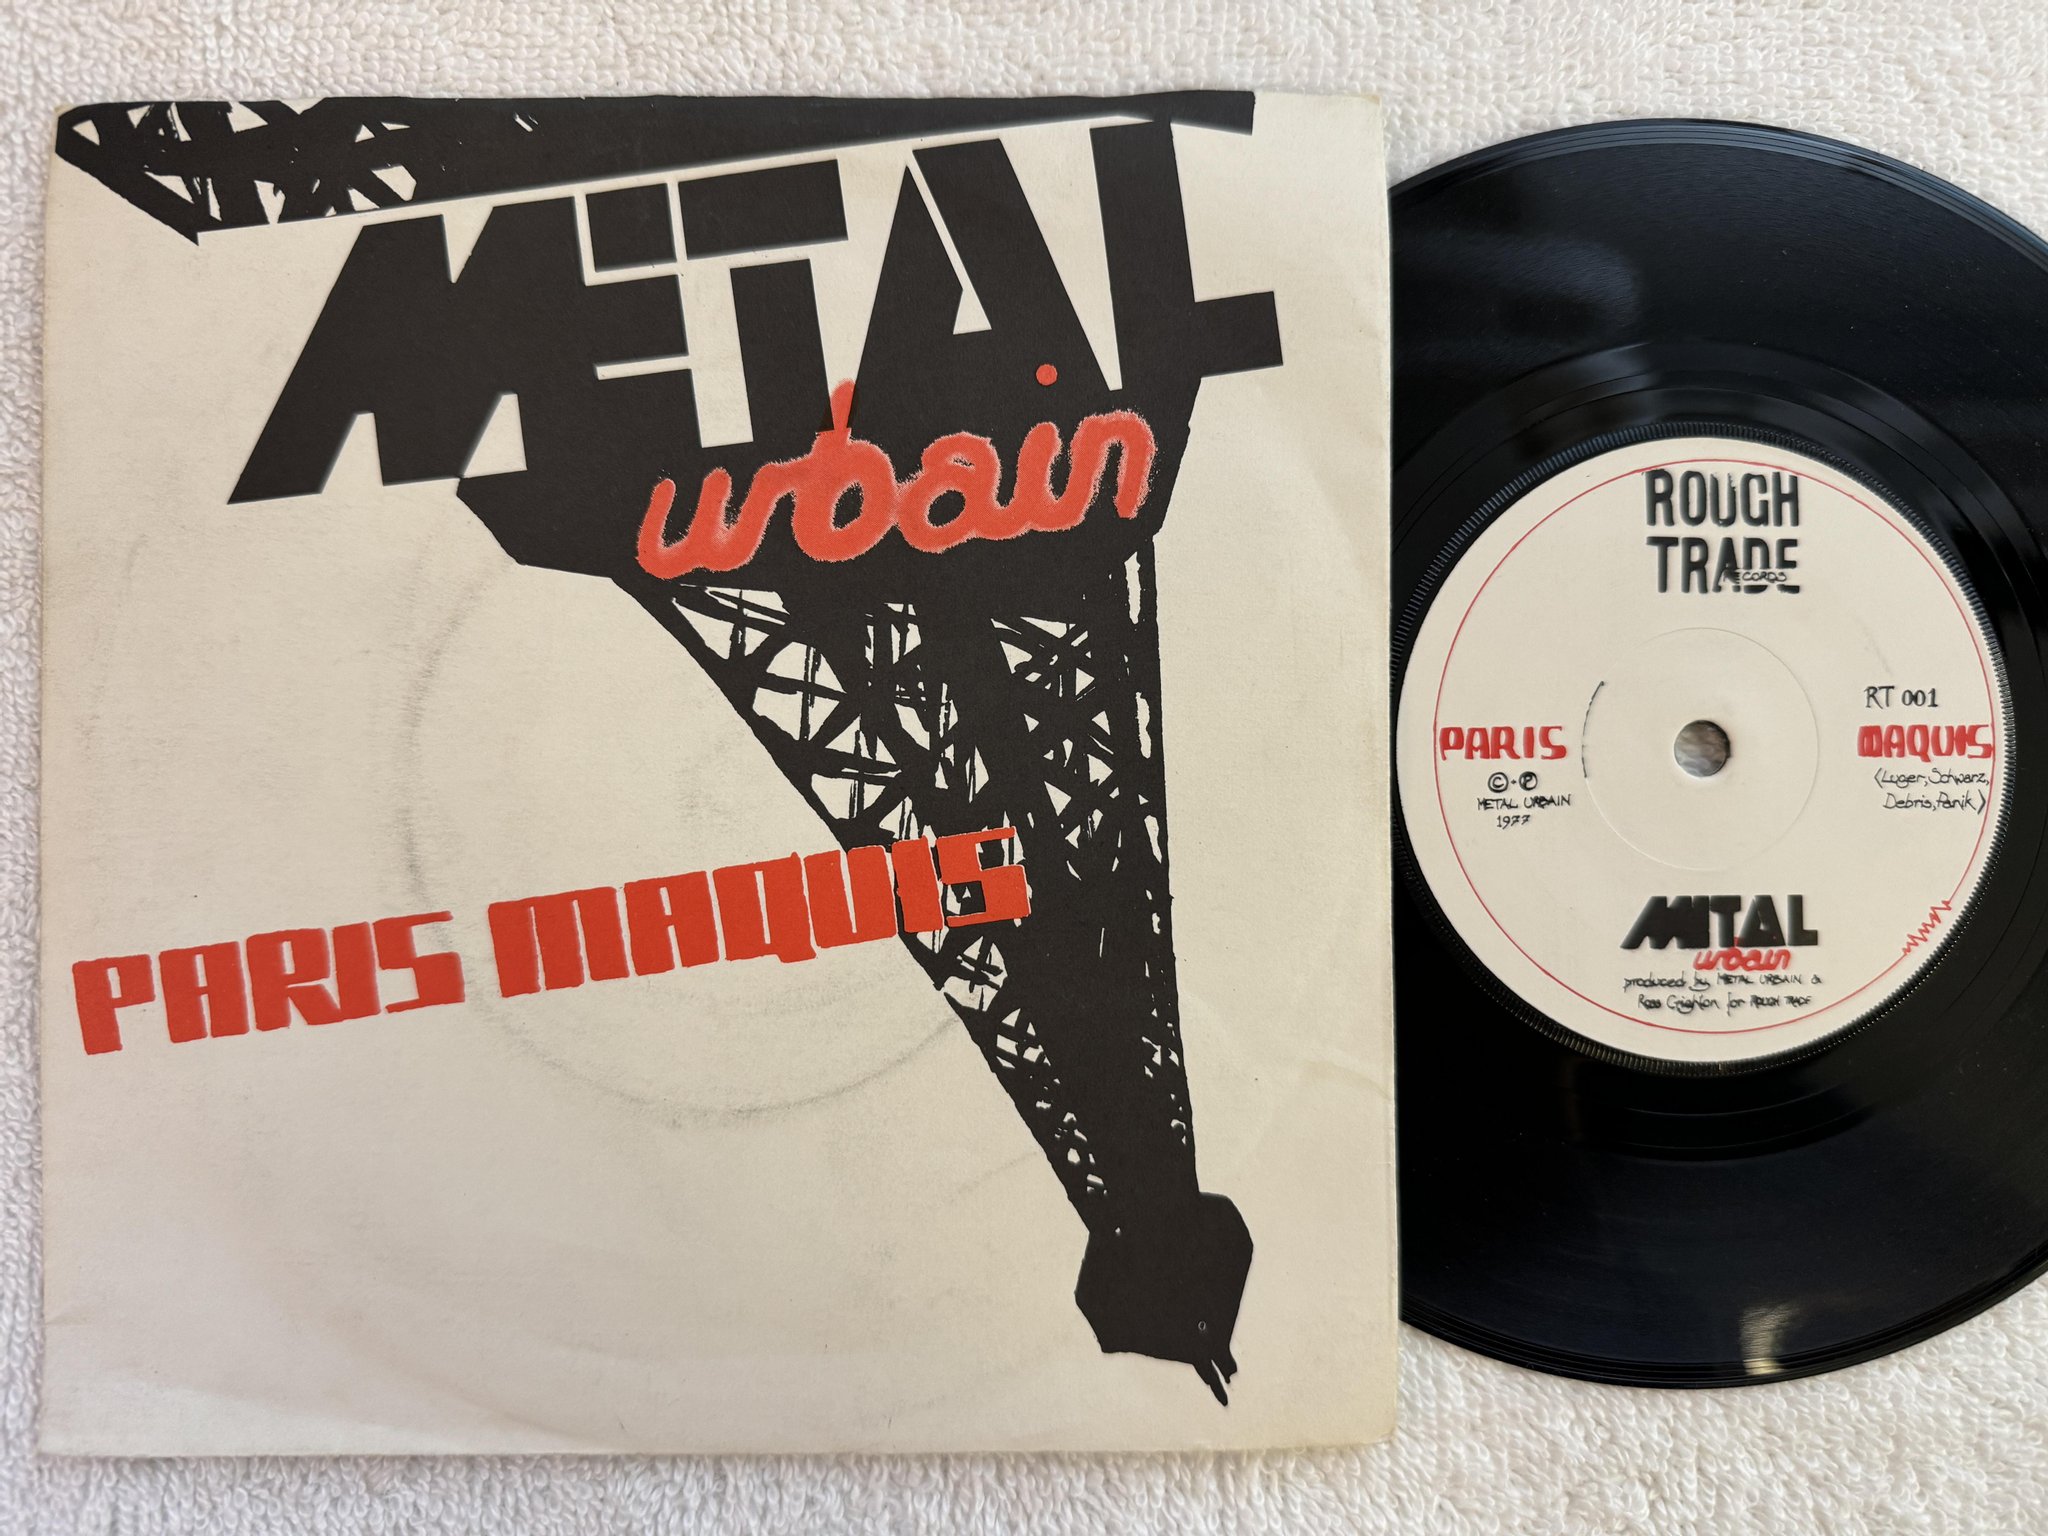 METAL
urbain
PARIS MAQUIS
ROUGH
TRADE
RECORDS
RT 001
PARIS
MAQUIS
© + ℗
METAL URBAIN
1977
(Luger, Schwarz,
Debris, Panik)
METAL
urbain
produced by METAL URBAIN &
Ross Crighton for ROUGH TRADE